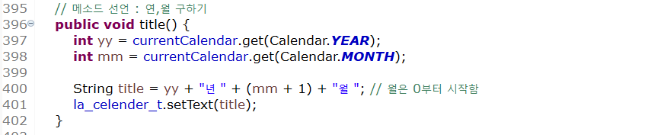 395 // 메소드 선언 : 연,월 구하기
396 public void title() {
397 int yy = currentCalendar.get(Calendar.YEAR);
398 int mm = currentCalendar.get(Calendar.MONTH);
399
400 String title = yy + "년 " + (mm + 1) + "월 "; // 월은 0부터 시작함
401 la_celender_t.setText(title);
402 }